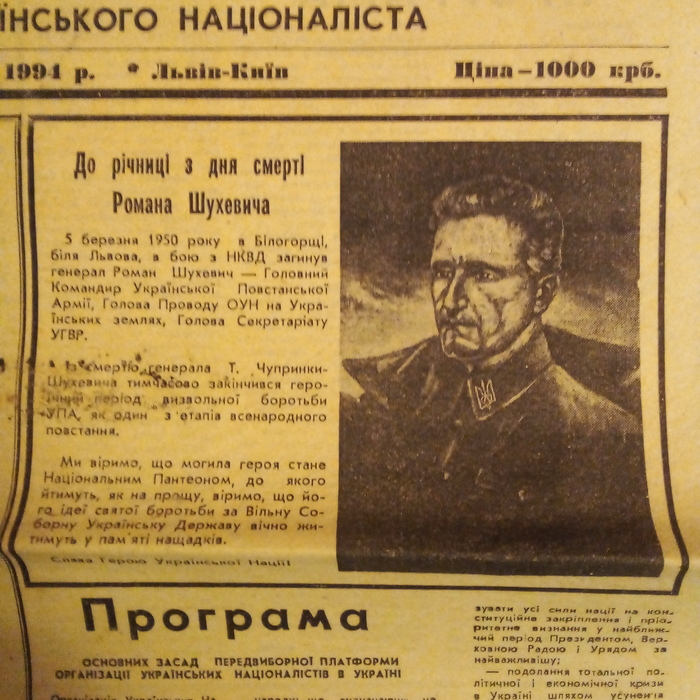 ЇНСЬКОГО НАЦІОНАЛІСТА
1994 р. * Львів-Київ Ціна–1000 крб.
До річниці з дня смерті
Романа Шухевича
5 березня 1950 року в Білогорщі,
біля Львова, в бою з НКВД загинув
генерал Роман Шухевич — Головний
Командир Української Повстанської
Армії, Голова Проводу ОУН на Укра-
їнських землях, Голова Секретаріату
УГВР.
Із смертю генерала Т. Чупринки-
Шухевича тимчасово закінчився геро-
їчний період визвольної боротьби
УПА, як один з етапів всенародного
повстання.
Ми віримо, що могила героя стане
Національним Пантеоном, до якого
йтимуть, як на прощу, віримо, що йо-
го ідеї святої боротьби за Вільну Со-
борну Українську Державу вічно жи-
тимуть у пам'яті нащадків.
Слава Герою Української Нації!
Програма
ОСНОВНИХ ЗАСАД ПЕРЕДВИБОРНОЇ ПЛАТФОРМИ
ОРГАНІЗАЦІЇ УКРАЇНСЬКИХ НАЦІОНАЛІСТІВ В УКРАЇНІ
зувати усі сили нації на кон-
ституційне закріплення і пріо-
ритетне визнання у найближ-
чий період Президентом, Вер-
ховною Радою і Урядом за
найважливішу;
— подолання тотальної по-
літичної економічної кризи
в Україні шляхом усунення